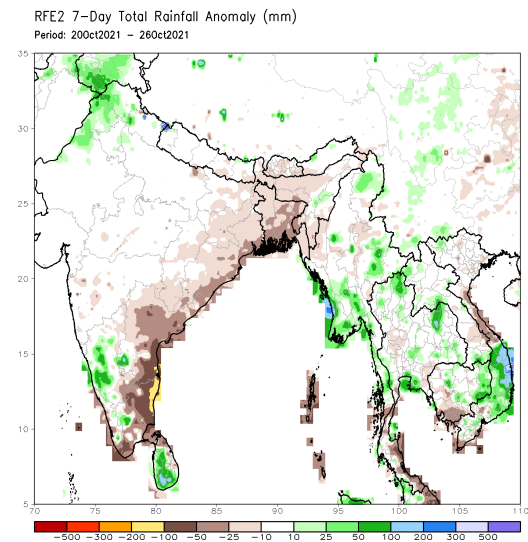 RFE2 7-Day Total Rainfall Anomaly (mm)
Period: 20Oct2021 - 26Oct2021
35
30
25
20
15
10
5
70 75 80 85 90 95 100 105 110
-500 -300 -200 -100 -50 -25 -10 10 25 50 100 200 300 500